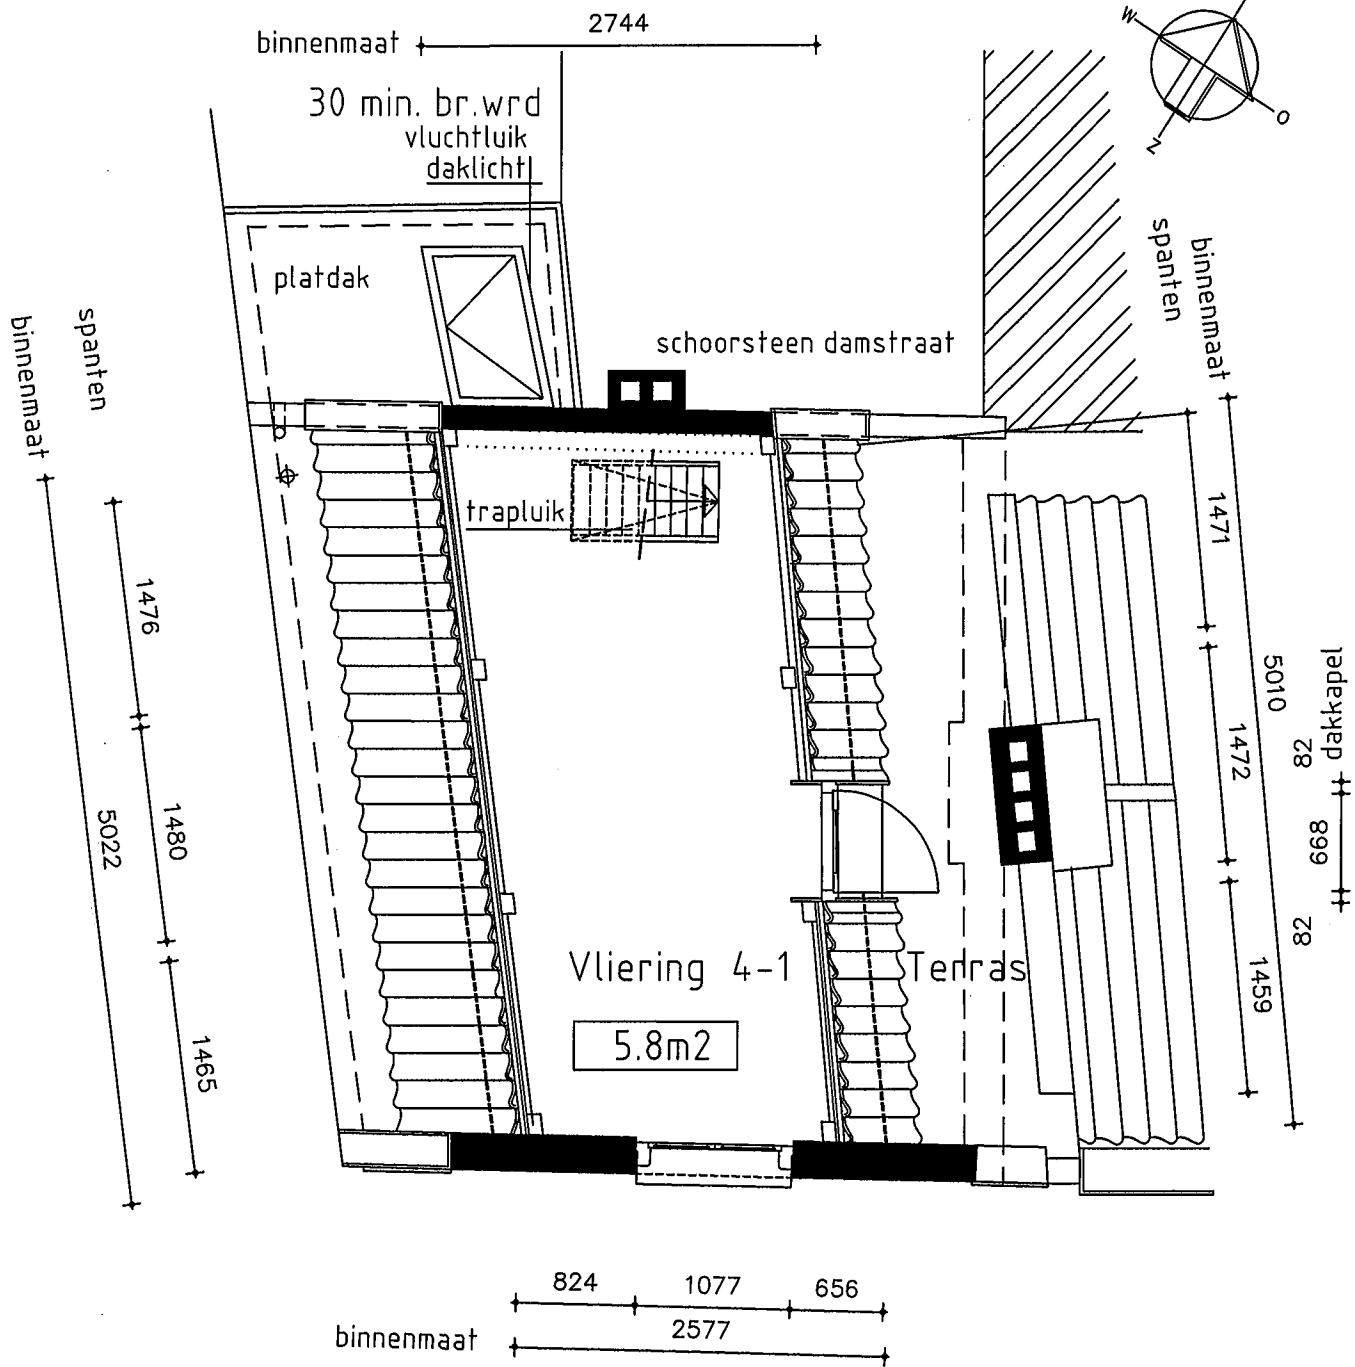 2744
binnenmaat
W
O
Z
30 min. br.wrd
vluchtluik
daklicht
platdak
spanten
binnenmaat
schoorsteen damstraat
binnenmaat
spanten
trapluik
1471
5010
1472
1459
dakkapel
82
668
82
1476
1480
5022
1465
Vliering 4-1
Terras
5.8m2
824
1077
656
2577
binnenmaat